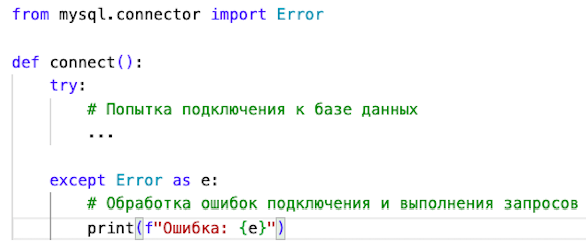 from mysql.connector import Error
def connect():
try:
# Попытка подключения к базе данных
...
except Error as e:
# Обработка ошибок подключения и выполнения запросов
print(f"Ошибка: {e}")